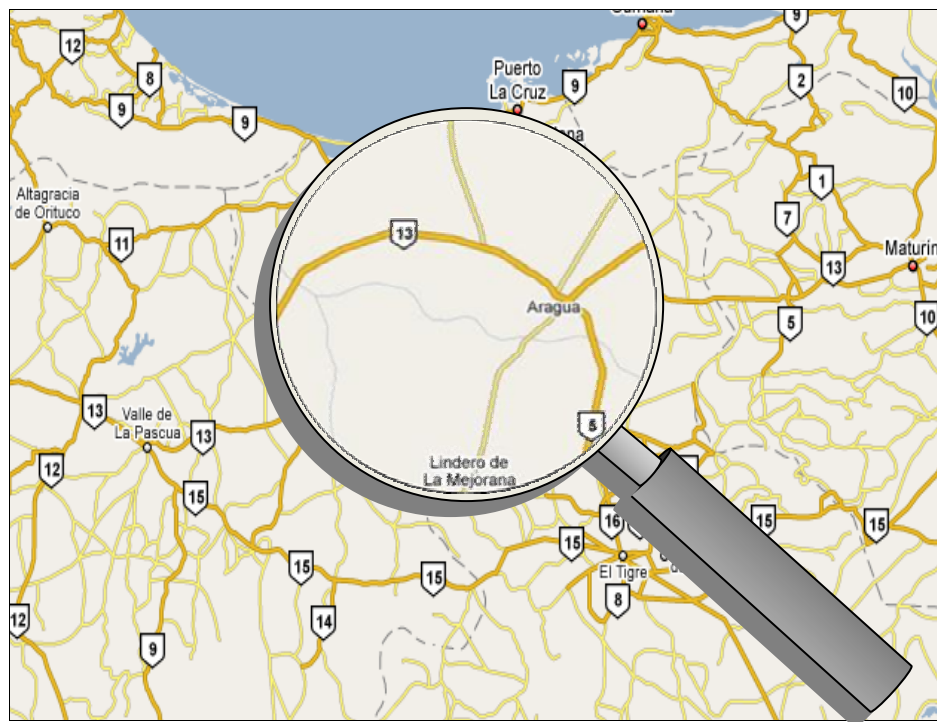 Cumaná
12
9
8
2
Puerto
La Cruz
9
10
9
9
1
Altagracia
de Orituco
7
11
13
Maturín
13
Aragua
5
10
13
Valle de
La Pascua
13
5
12
Lindero de
La Mejorana
15
16
15
15
15
15
15
El Tigre
8
14
12
9